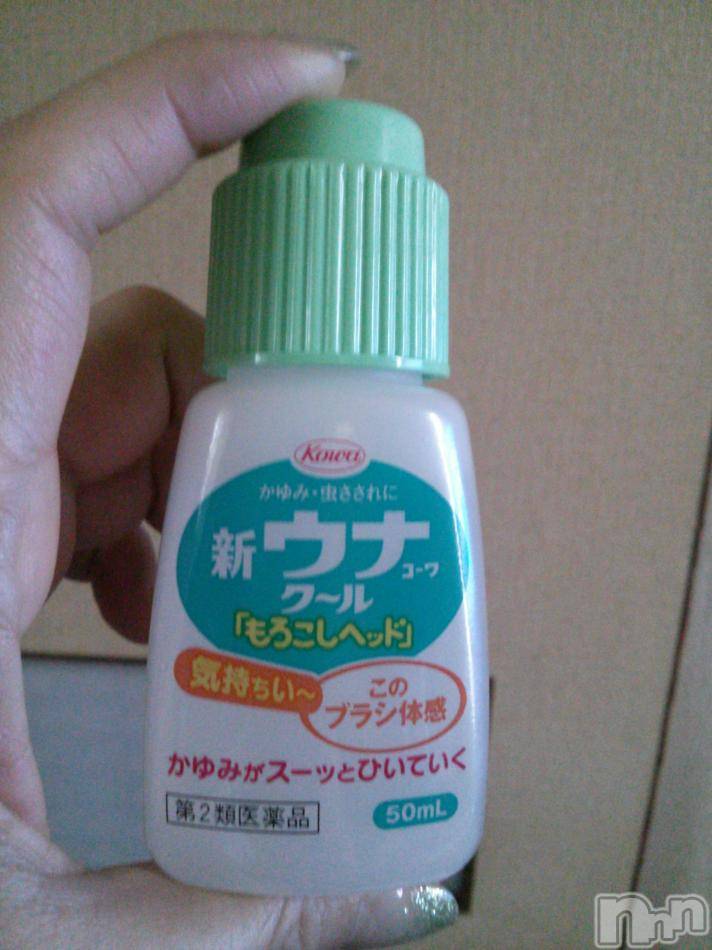 Kowa
かゆみ・虫さされに
新ウナコーワ
クール
「もろこしヘッド」
気持ちい〜
この
ブラシ体感
かゆみがスーッとひいていく
第2類医薬品
50mL
nnn